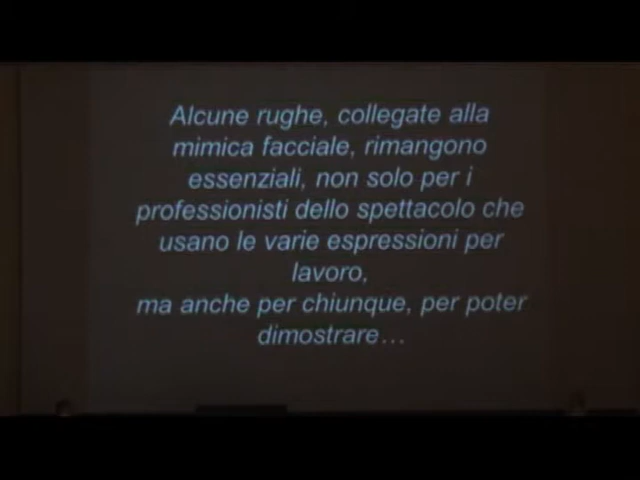 Alcune rughe, collegate alla
mimica facciale, rimangono
essenziali, non solo per i
professionisti dello spettacolo che
usano le varie espressioni per
lavoro,
ma anche per chiunque, per poter
dimostrare…